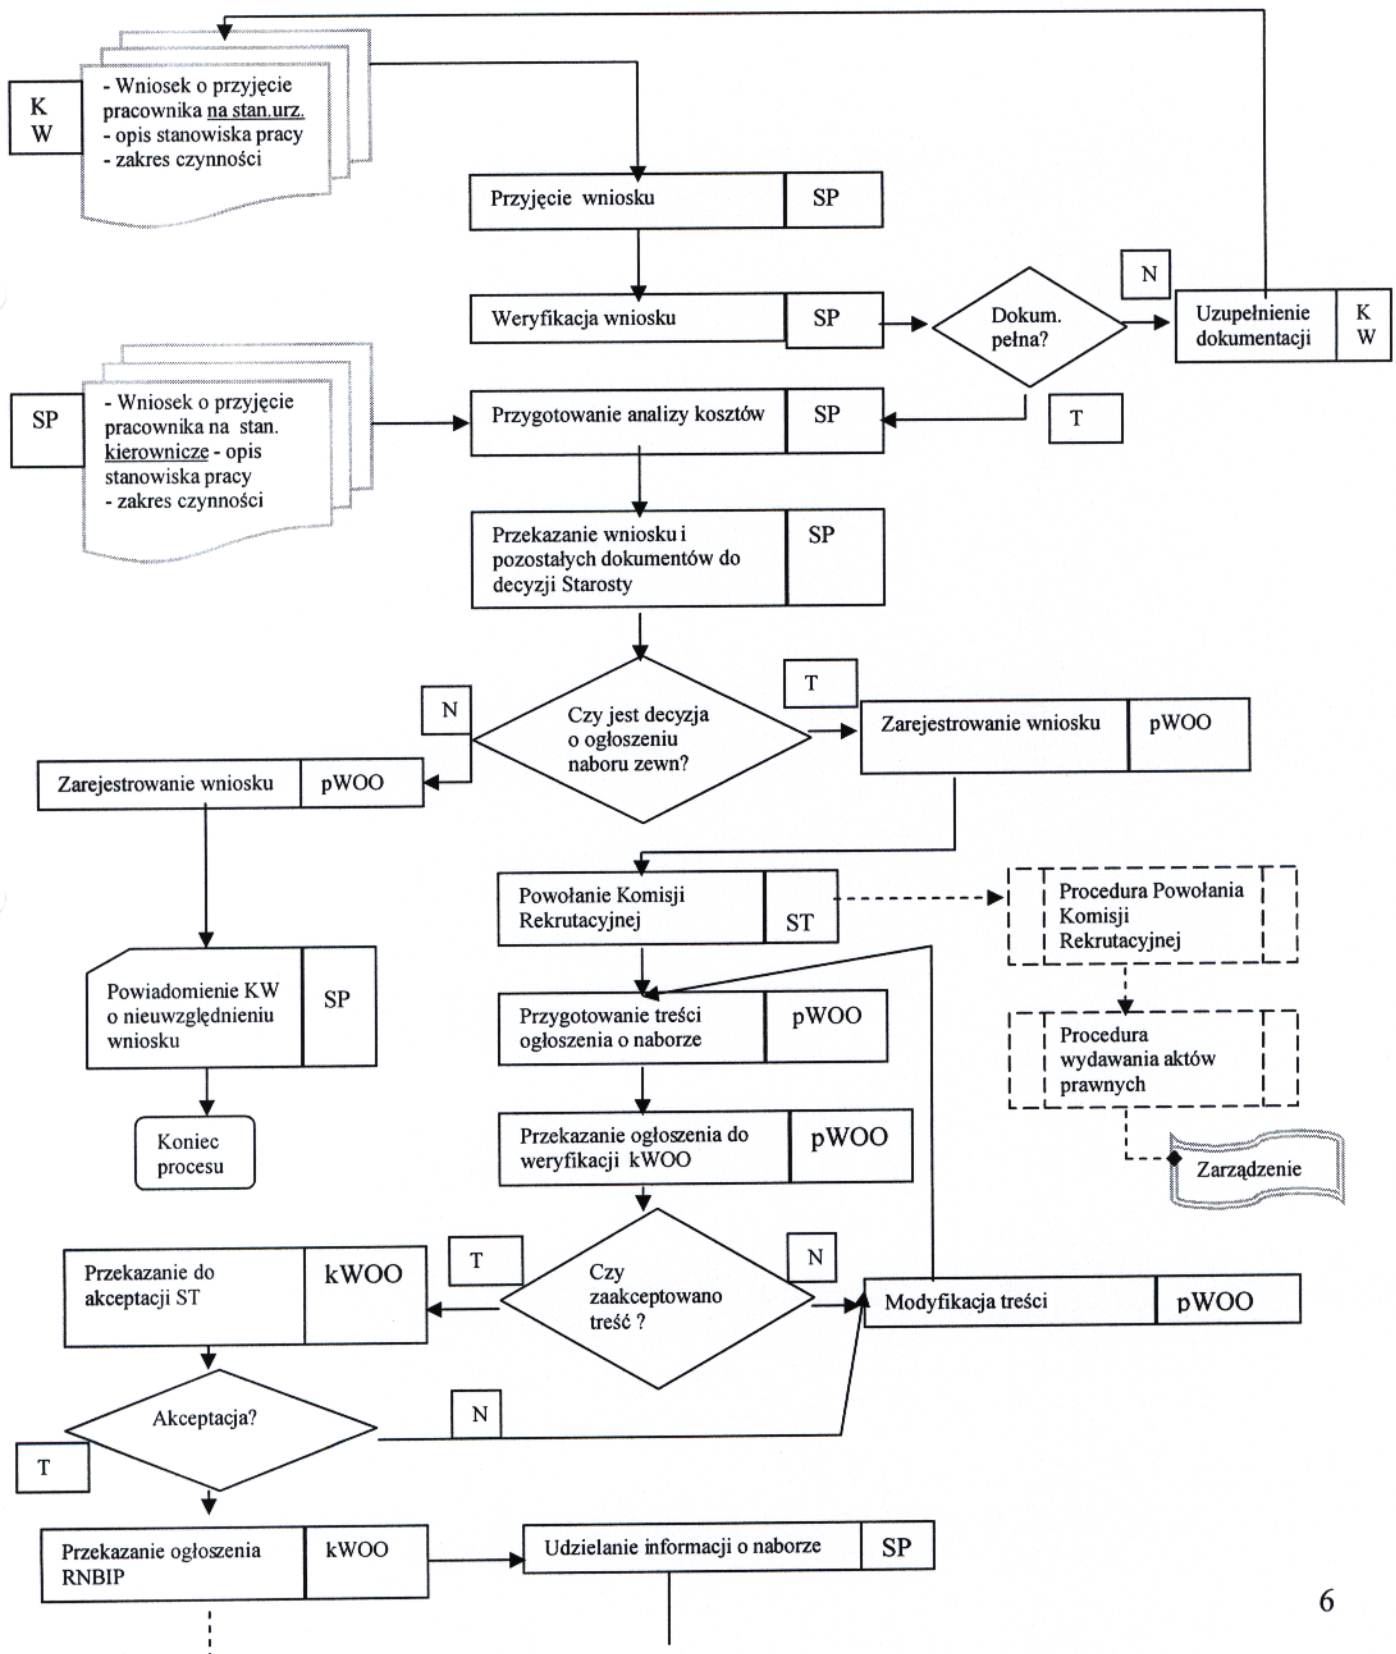 K
W
- Wniosek o przyjęcie
pracownika na stan.urz.
- opis stanowiska pracy
- zakres czynności
Przyjęcie wniosku
SP
Weryfikacja wniosku
SP
Dokum.
pełna?
N
Uzupełnienie
dokumentacji
K
W
T
SP
- Wniosek o przyjęcie
pracownika na stan.
kierownicze - opis
stanowiska pracy
- zakres czynności
Przygotowanie analizy kosztów
SP
Przekazanie wniosku i
pozostałych dokumentów do
decyzji Starosty
SP
Czy jest decyzja
o ogłoszeniu
naboru zewn?
N
T
Zarejestrowanie wniosku
pWOO
Zarejestrowanie wniosku
pWOO
Powołanie Komisji
Rekrutacyjnej
ST
Procedura Powołania
Komisji
Rekrutacyjnej
Powiadomienie KW
o nieuwzględnieniu
wniosku
SP
Przygotowanie treści
ogłoszenia o naborze
pWOO
Procedura
wydawania aktów
prawnych
Koniec
procesu
Przekazanie ogłoszenia do
weryfikacji kWOO
pWOO
Zarządzenie
Przekazanie do
akceptacji ST
kWOO
T
Czy
zaakceptowano
treść ?
N
Modyfikacja treści
pWOO
Akceptacja?
N
T
Przekazanie ogłoszenia
RNBIP
kWOO
Udzielanie informacji o naborze
SP
6